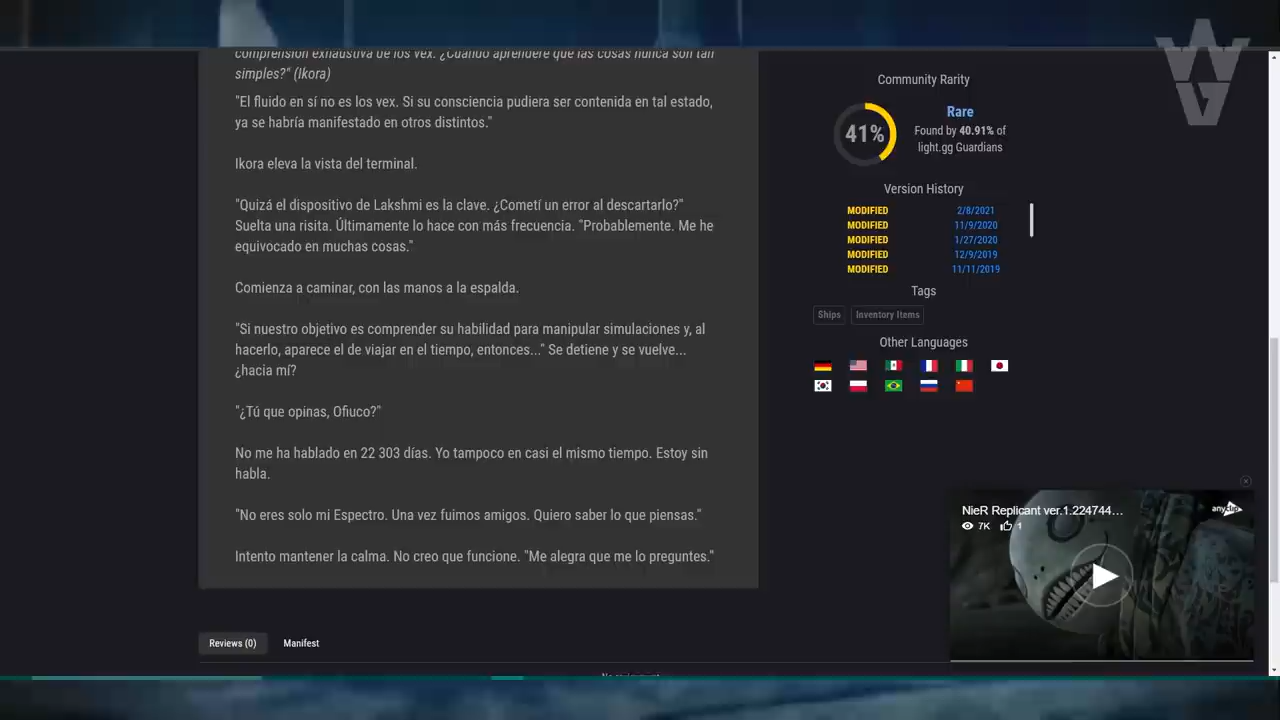 comprensión exhaustiva de los vex. ¿Cuándo aprenderé que las cosas nunca son tan
simples?" (Ikora)
"El fluido en sí no es los vex. Si su consciencia pudiera ser contenida en tal estado,
ya se habría manifestado en otros distintos."
Ikora eleva la vista del terminal.
"Quizá el dispositivo de Lakshmi es la clave. ¿Cometí un error al descartarlo?"
Suelta una risita. Últimamente lo hace con más frecuencia. "Probablemente. Me he
equivocado en muchas cosas."
Comienza a caminar, con las manos a la espalda.
"Si nuestro objetivo es comprender su habilidad para manipular simulaciones y, al
hacerlo, aparece el de viajar en el tiempo, entonces..." Se detiene y se vuelve...
¿hacia mí?
"¿Tú que opinas, Ofiuco?"
No me ha hablado en 22 303 días. Yo tampoco en casi el mismo tiempo. Estoy sin
habla.
"No eres solo mi Espectro. Una vez fuimos amigos. Quiero saber lo que piensas."
Intento mantener la calma. No creo que funcione. "Me alegra que me lo preguntes."
Reviews (0)
Manifest
Community Rarity
41%
Rare
Found by 40.91% of
light.gg Guardians
Version History
MODIFIED 2/8/2021
MODIFIED 11/9/2020
MODIFIED 1/27/2020
MODIFIED 12/9/2019
MODIFIED 11/11/2019
Tags
Ships
Inventory Items
Other Languages
NieR Replicant ver.1.224744...
7K 1
anyclip
WG